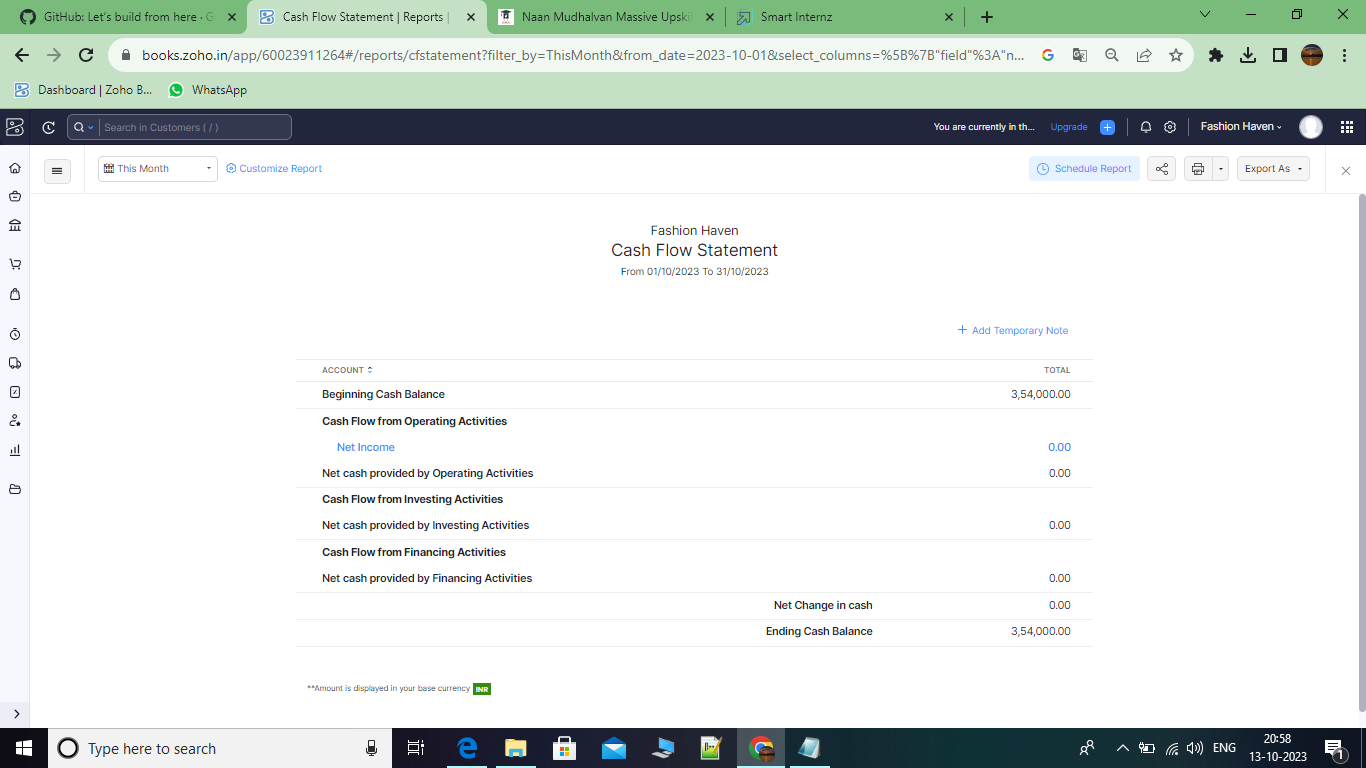 GitHub: Let's build from here · G
Cash Flow Statement | Reports |
Naan Mudhalvan Massive Upski
Smart Internz
books.zoho.in/app/60023911264#/reports/cfstatement?filter_by=ThisMonth&from_date=2023-10-01&select_columns=%5B%7B"field"%3A"n...
Dashboard | Zoho B...
WhatsApp
Search in Customers ( / )
You are currently in th...
Upgrade
Fashion Haven
This Month
Customize Report
Schedule Report
Export As
Fashion Haven
Cash Flow Statement
From 01/10/2023 To 31/10/2023
Add Temporary Note
ACCOUNT TOTAL
Beginning Cash Balance 3,54,000.00
Cash Flow from Operating Activities
Net Income 0.00
Net cash provided by Operating Activities 0.00
Cash Flow from Investing Activities
Net cash provided by Investing Activities 0.00
Cash Flow from Financing Activities
Net cash provided by Financing Activities 0.00
Net Change in cash 0.00
Ending Cash Balance 3,54,000.00
**Amount is displayed in your base currency INR
Type here to search
ENG
20:58
13-10-2023
1